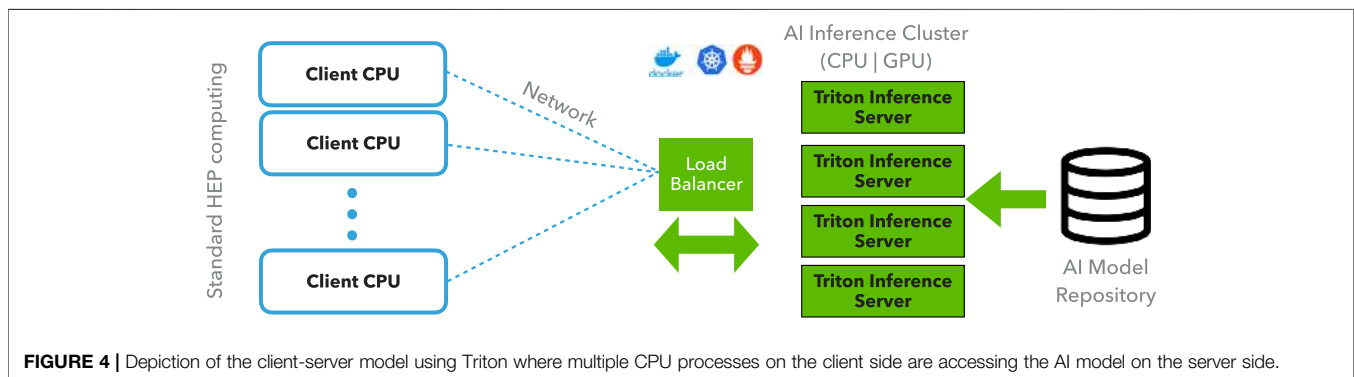 Standard HEP computing
Client CPU
Client CPU
Client CPU
Network
docker
Load
Balancer
AI Inference Cluster
(CPU | GPU)
Triton Inference
Server
Triton Inference
Server
Triton Inference
Server
Triton Inference
Server
AI Model
Repository
FIGURE 4 | Depiction of the client-server model using Triton where multiple CPU processes on the client side are accessing the AI model on the server side.